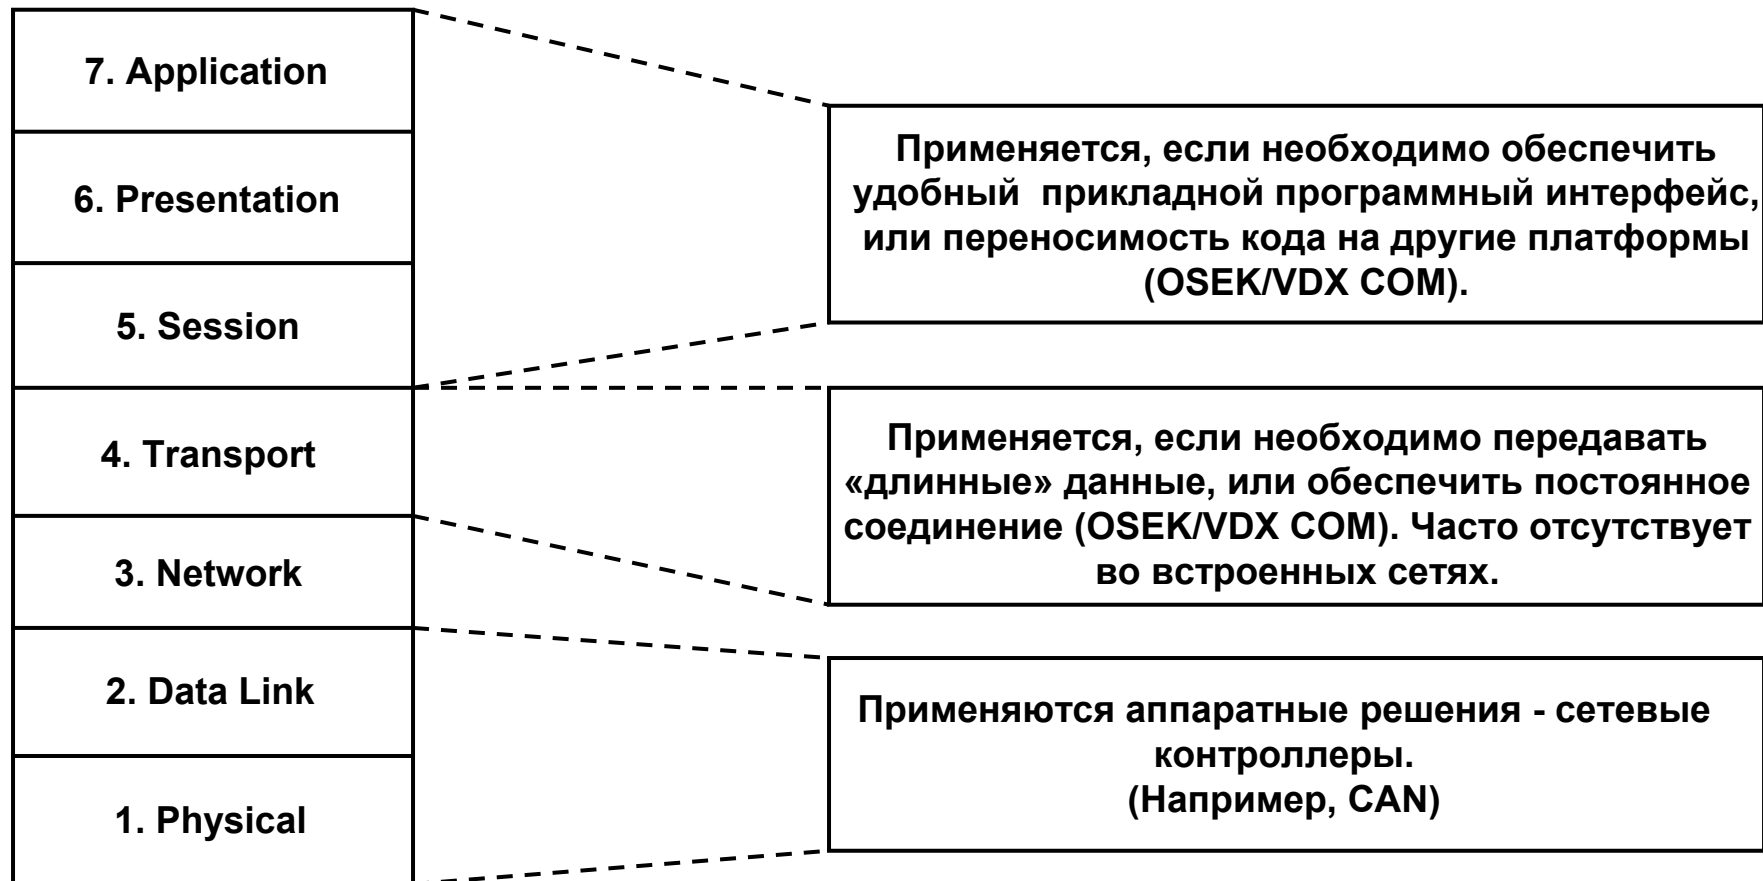 7. Application
6. Presentation
5. Session
4. Transport
3. Network
2. Data Link
1. Physical
Применяется, если необходимо обеспечить
удобный прикладной программный интерфейс,
или переносимость кода на другие платформы
(OSEK/VDX COM).
Применяется, если необходимо передавать
«длинные» данные, или обеспечить постоянное
соединение (OSEK/VDX COM). Часто отсутствует
во встроенных сетях.
Применяются аппаратные решения - сетевые
контроллеры.
(Например, CAN)